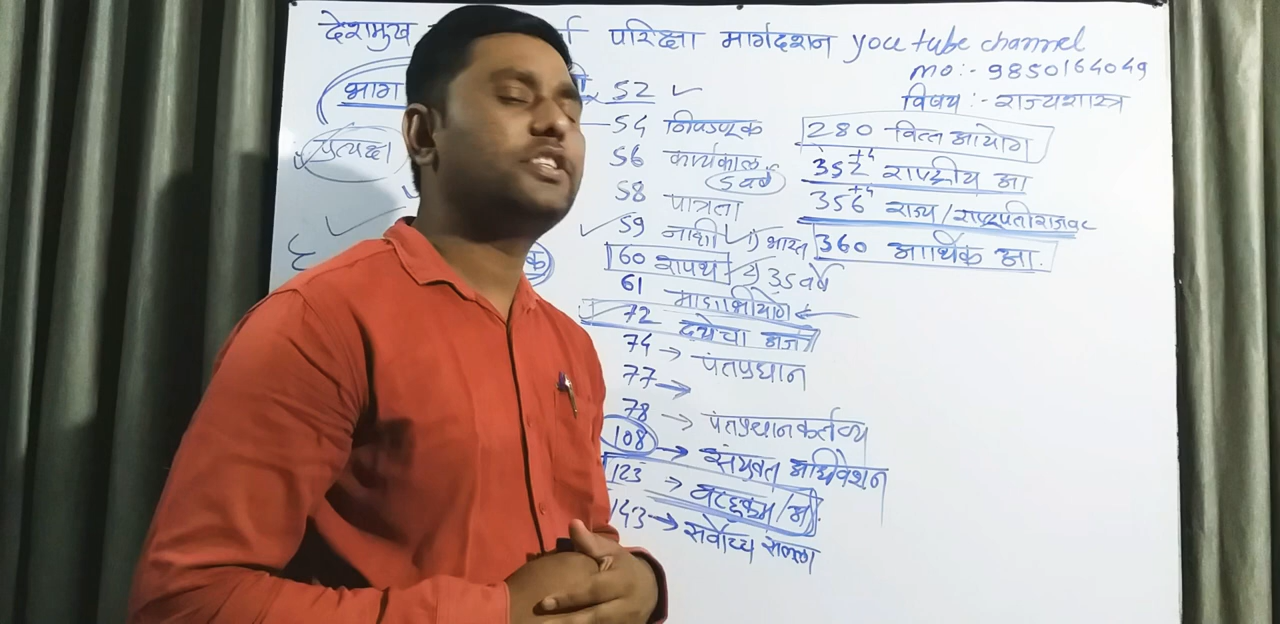 देशमुख परिक्षा मार्गदर्शन you tube channel
mo:- 9850164049
विषय :- राज्यशास्त्र
भाग
52
प्रत्यक्ष
54 निवडणूक
56 कार्यकाल
5 वर्षे
58 पात्रता
59 नाशी 1) भारत
60 शपथ 2) 35 वर्षे
61 महाभियोग
72 दयेचा अर्ज
74 → पंतप्रधान
77 →
78 → पंतप्रधान कर्तव्य
108 → संयुक्त अधिवेशन
123 → वटहुकूम /
143 → सर्वोच्च सल्ला
280 वित्त आयोग
352 राष्ट्रीय आ
+4
356 राज्य / राष्ट्रपती राजवट
+4
360 आर्थिक आ.